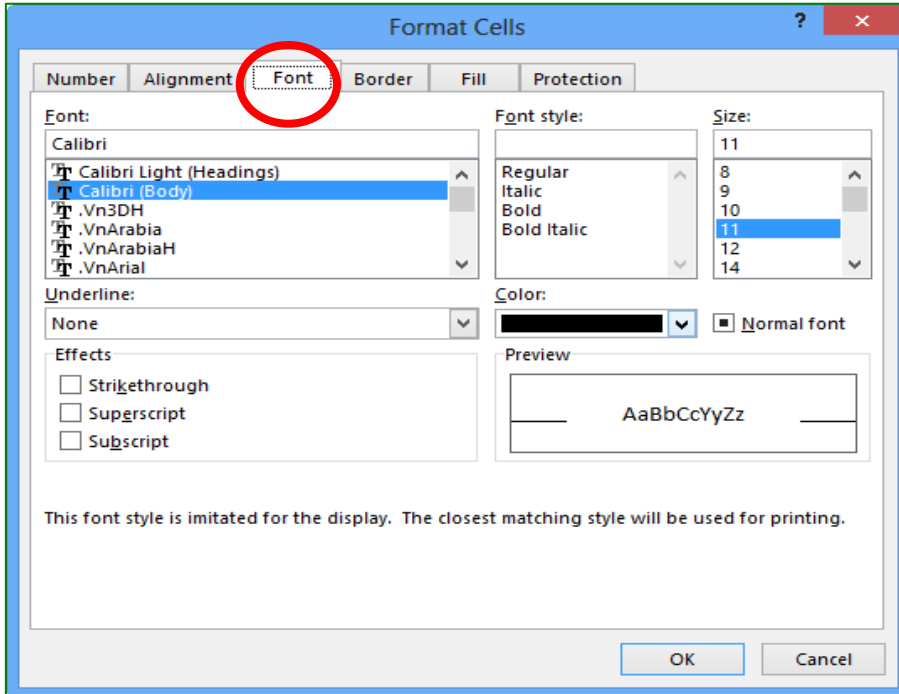 Format Cells ? ×
Number Alignment Font Border Fill Protection
Font: Font style: Size:
Calibri 11
Calibri Light (Headings) Regular 8
Calibri (Body) Italic 9
.Vn3DH Bold 10
.VnArabia Bold Italic 11
.VnArabiaH 12
.VnArial 14
Underline: Color:
None Normal font
Effects Preview
Strikethrough
Superscript AaBbCcYyZz
Subscript
This font style is imitated for the display. The closest matching style will be used for printing.
OK Cancel